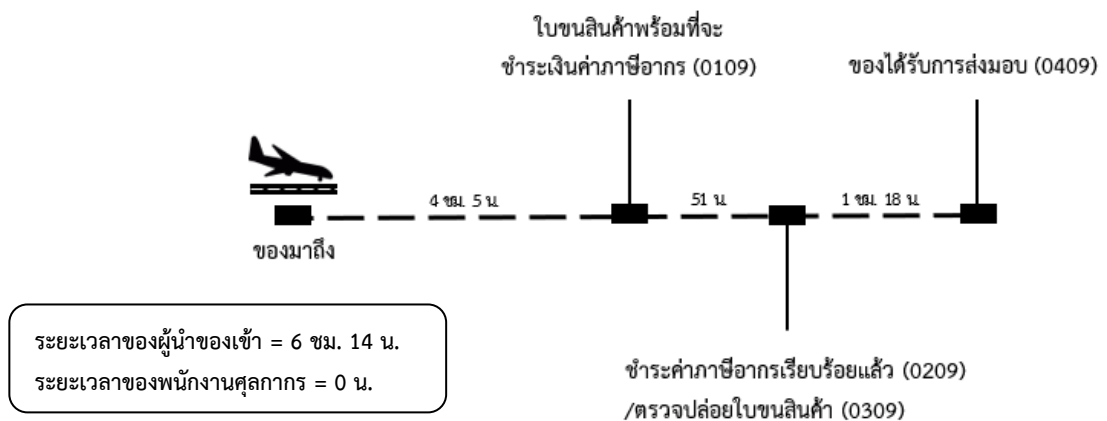 ใบขนสินค้าพร้อมที่จะ
ชำระเงินค่าภาษีอากร (0109)
ของได้รับการส่งมอบ (0409)
4 ชม. 5 น.
51 น.
1 ชม. 18 น.
ของมาถึง
ระยะเวลาของผู้นำของเข้า = 6 ชม. 14 น.
ระยะเวลาของพนักงานศุลกากร = 0 น.
ชำระค่าภาษีอากรเรียบร้อยแล้ว (0209)
/ตรวจปล่อยใบขนสินค้า (0309)